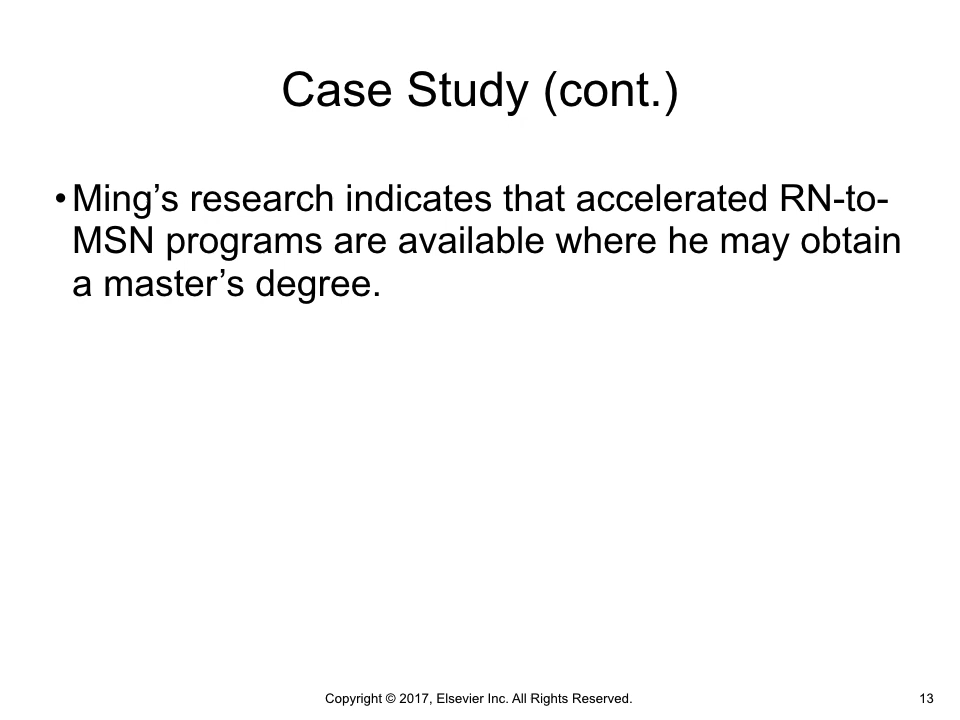 Case Study (cont.)
•Ming’s research indicates that accelerated RN-to-
MSN programs are available where he may obtain
a master’s degree.
Copyright © 2017, Elsevier Inc. All Rights Reserved.
13